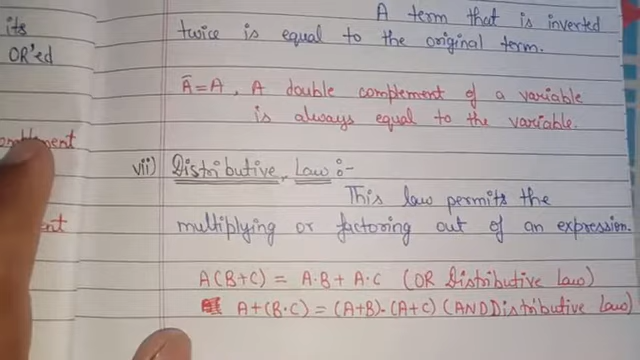 its
OR'ed
A term that is inverted
twice is equal to the original term.
A̅ = A, A double complement of a variable
is always equal to the variable.
vii) Distributive Law :-
This law permits the
multiplying or factoring out of an expression.
A(B+C) = A·B + A·C (OR Distributive Law)
A+(B·C) = (A+B)·(A+C) (AND Distributive Law)